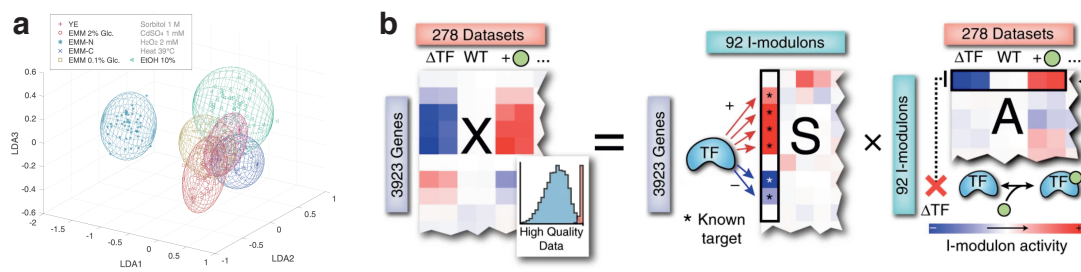 a
YE
EMM 2% Glc.
EMM-N
EMM-C
EMM 0.1% Glc.
Sorbitol 1 M
CdSO₄ 1 mM
H₂O₂ 2 mM
Heat 39°C
EtOH 10%
LDA3
0.6
0.4
0.2
0
-0.2
-0.4
-0.6
-2
-1.5
-1
-0.5
0
0.5
1
LDA1
-1
-0.5
0
0.5
1
LDA2
b
278 Datasets
ΔTF WT + ...
3923 Genes
X
High Quality
Data
=
92 I-modulons
3923 Genes
+
TF
−
* * * * * *
S
* Known
target
×
278 Datasets
ΔTF WT + ...
92 I-modulons
A
ΔTF
TF
TF
− +
I-modulon activity